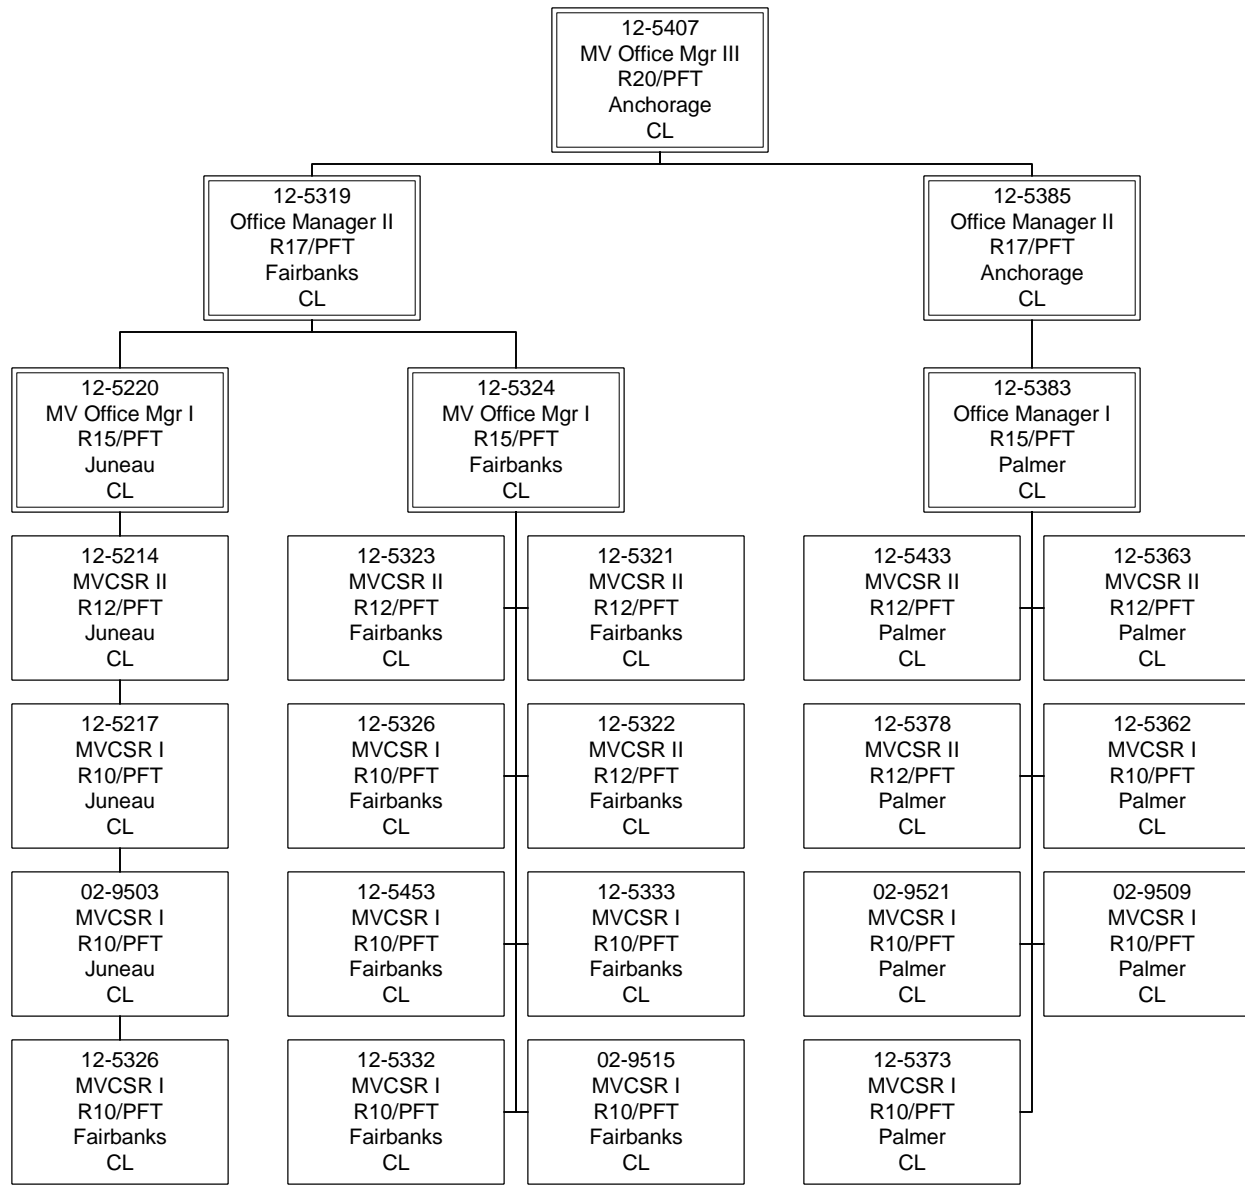 12-5407
MV Office Mgr III
R20/PFT
Anchorage
CL
12-5319
Office Manager II
R17/PFT
Fairbanks
CL
12-5385
Office Manager II
R17/PFT
Anchorage
CL
12-5220
MV Office Mgr I
R15/PFT
Juneau
CL
12-5324
MV Office Mgr I
R15/PFT
Fairbanks
CL
12-5383
Office Manager I
R15/PFT
Palmer
CL
12-5214
MVCSR II
R12/PFT
Juneau
CL
12-5323
MVCSR II
R12/PFT
Fairbanks
CL
12-5321
MVCSR II
R12/PFT
Fairbanks
CL
12-5433
MVCSR II
R12/PFT
Palmer
CL
12-5363
MVCSR II
R12/PFT
Palmer
CL
12-5217
MVCSR I
R10/PFT
Juneau
CL
12-5326
MVCSR I
R10/PFT
Fairbanks
CL
12-5322
MVCSR II
R12/PFT
Fairbanks
CL
12-5378
MVCSR II
R12/PFT
Palmer
CL
12-5362
MVCSR I
R10/PFT
Palmer
CL
02-9503
MVCSR I
R10/PFT
Juneau
CL
12-5453
MVCSR I
R10/PFT
Fairbanks
CL
12-5333
MVCSR I
R10/PFT
Fairbanks
CL
02-9521
MVCSR I
R10/PFT
Palmer
CL
02-9509
MVCSR I
R10/PFT
Palmer
CL
12-5326
MVCSR I
R10/PFT
Fairbanks
CL
12-5332
MVCSR I
R10/PFT
Fairbanks
CL
02-9515
MVCSR I
R10/PFT
Fairbanks
CL
12-5373
MVCSR I
R10/PFT
Palmer
CL